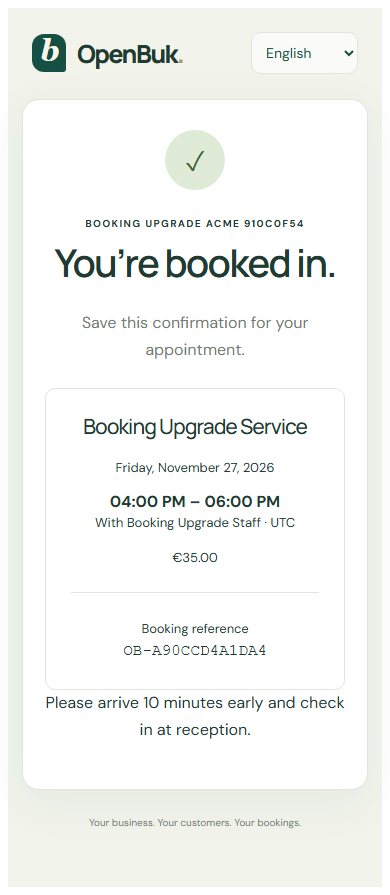 b OpenBuk.
English
BOOKING UPGRADE ACME 910C0F54
You’re booked in.
Save this confirmation for your
appointment.
Booking Upgrade Service
Friday, November 27, 2026
04:00 PM – 06:00 PM
With Booking Upgrade Staff · UTC
€35.00
Booking reference
OB-A90CCD4A1DA4
Please arrive 10 minutes early and check
in at reception.
Your business. Your customers. Your bookings.